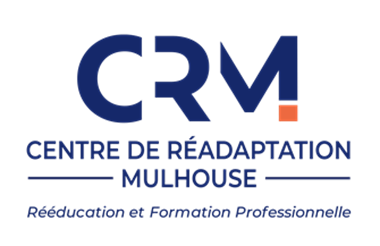 CRM
CENTRE DE RÉADAPTATION
MULHOUSE
Rééducation et Formation Professionnelle